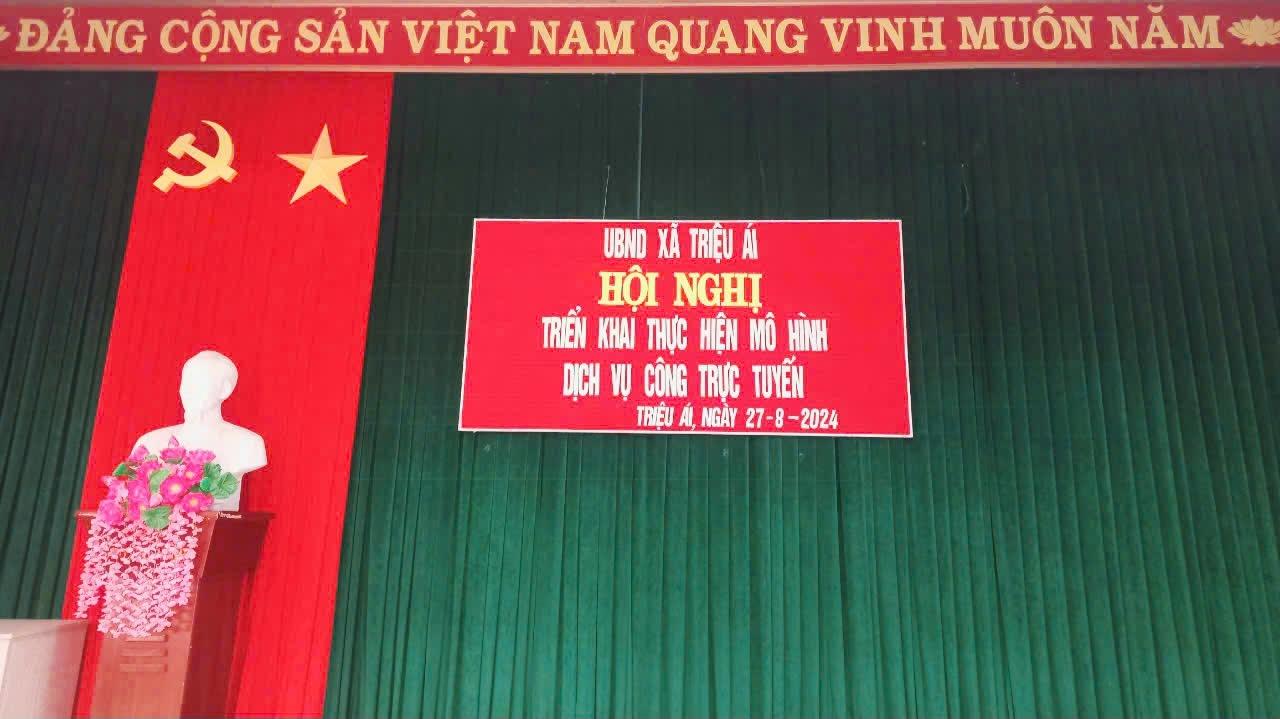 ĐẢNG CỘNG SẢN VIỆT NAM QUANG VINH MUÔN NĂM
UBND XÃ TRIỆU ÁI
HỘI NGHỊ
TRIỂN KHAI THỰC HIỆN MÔ HÌNH
DỊCH VỤ CÔNG TRỰC TUYẾN
TRIỆU ÁI, NGÀY 27-8-2024